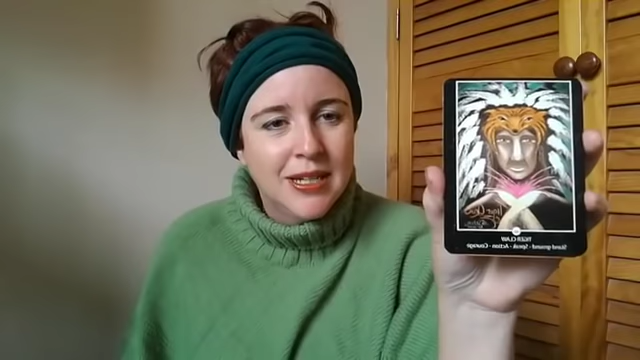 TIGER CLAW
Stand ground - Speak - Action - Courage